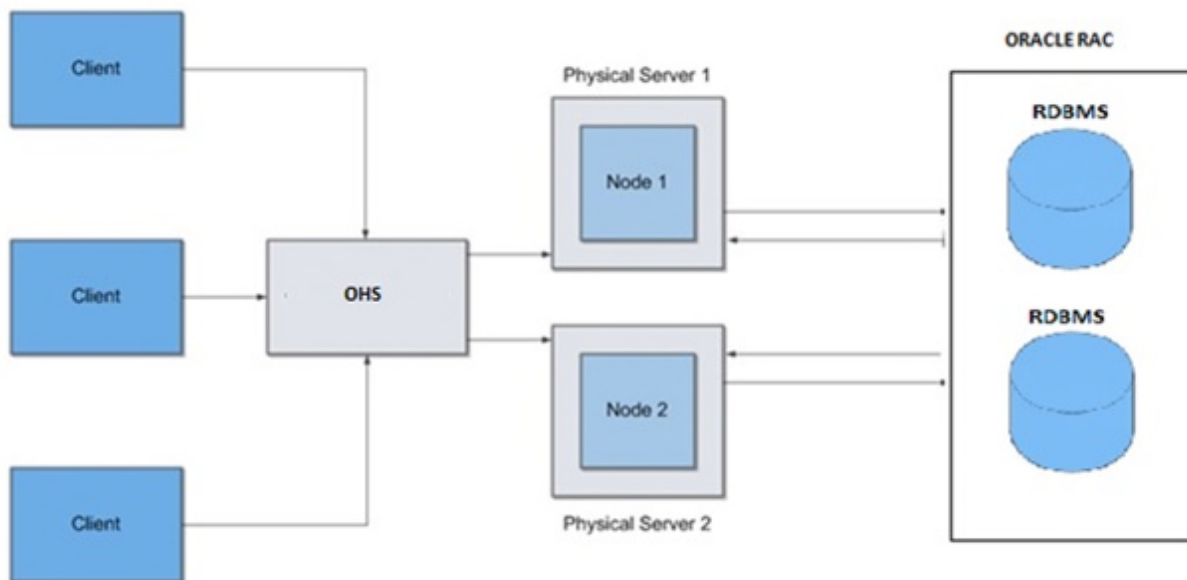 Client
Client
Client
OHS
Physical Server 1
Node 1
Node 2
Physical Server 2
ORACLE RAC
RDBMS
RDBMS